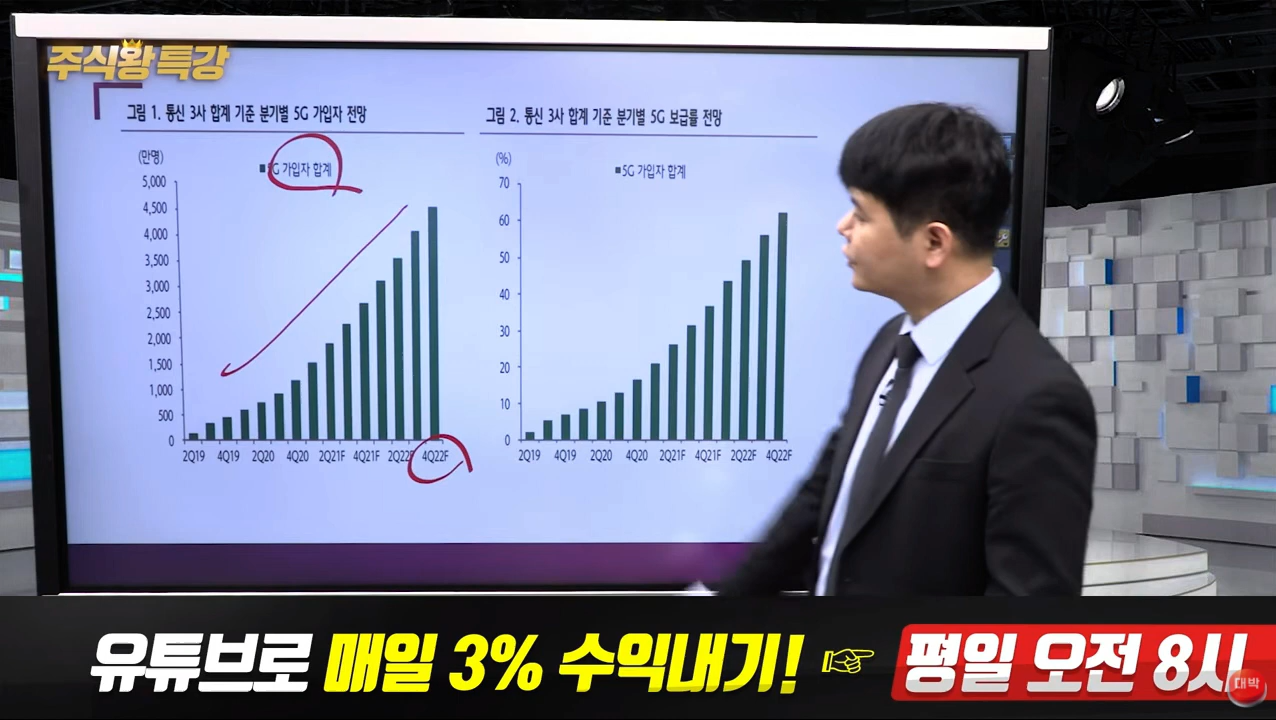 주식왕 특강
그림 1. 통신 3사 합계 기준 분기별 5G 가입자 전망
(만명)
5G 가입자 합계
5,000
4,500
4,000
3,500
3,000
2,500
2,000
1,500
1,000
500
0
2Q19 4Q19 2Q20 4Q20 2Q21F 4Q21F 2Q22F 4Q22F
그림 2. 통신 3사 합계 기준 분기별 5G 보급률 전망
(%)
5G 가입자 합계
70
60
50
40
30
20
10
0
2Q19 4Q19 2Q20 4Q20 2Q21F 4Q21F 2Q22F 4Q22F
유튜브로 매일 3% 수익내기! 평일 오전 8시
대박